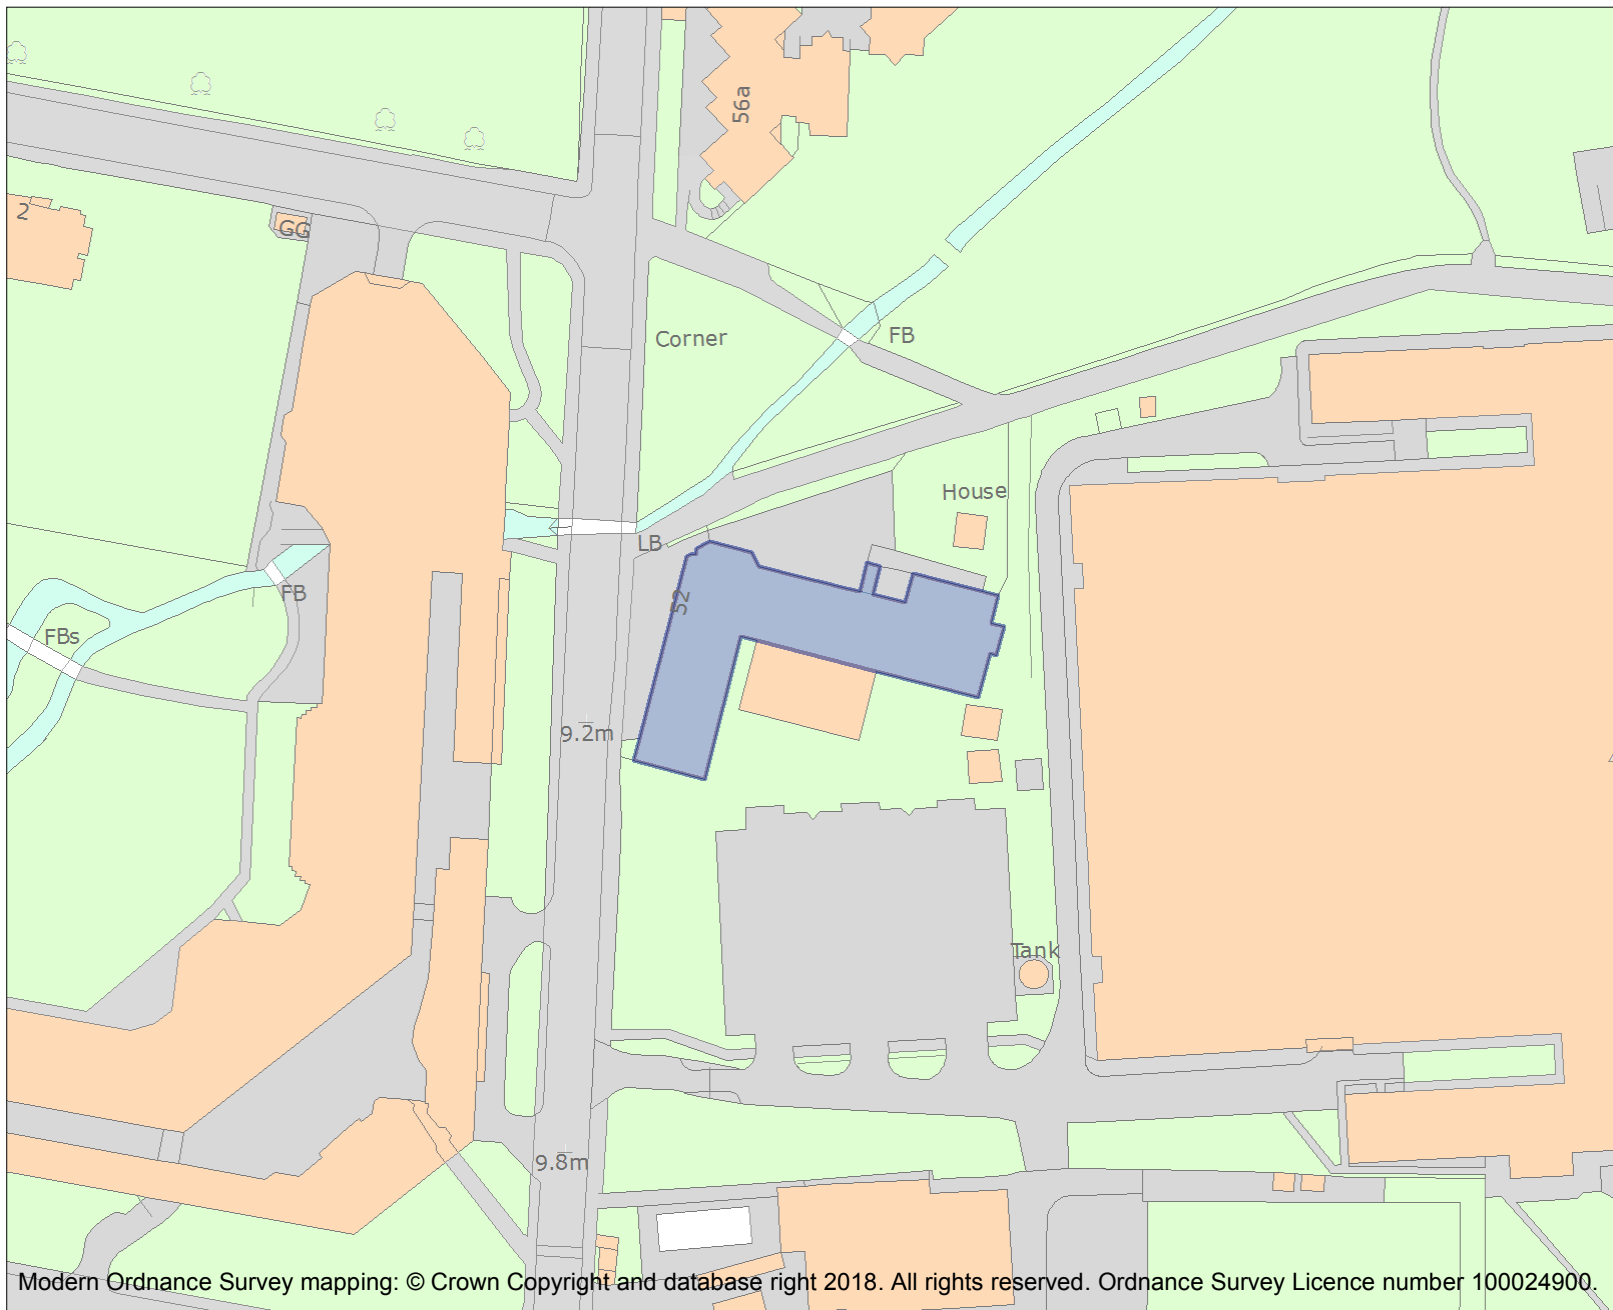 56a
2
GG
Corner
FB
House
LB
FB
52
FBs
9.2m
Tank
9.8m
Modern Ordnance Survey mapping: © Crown Copyright and database right 2018. All rights reserved. Ordnance Survey Licence number 100024900.